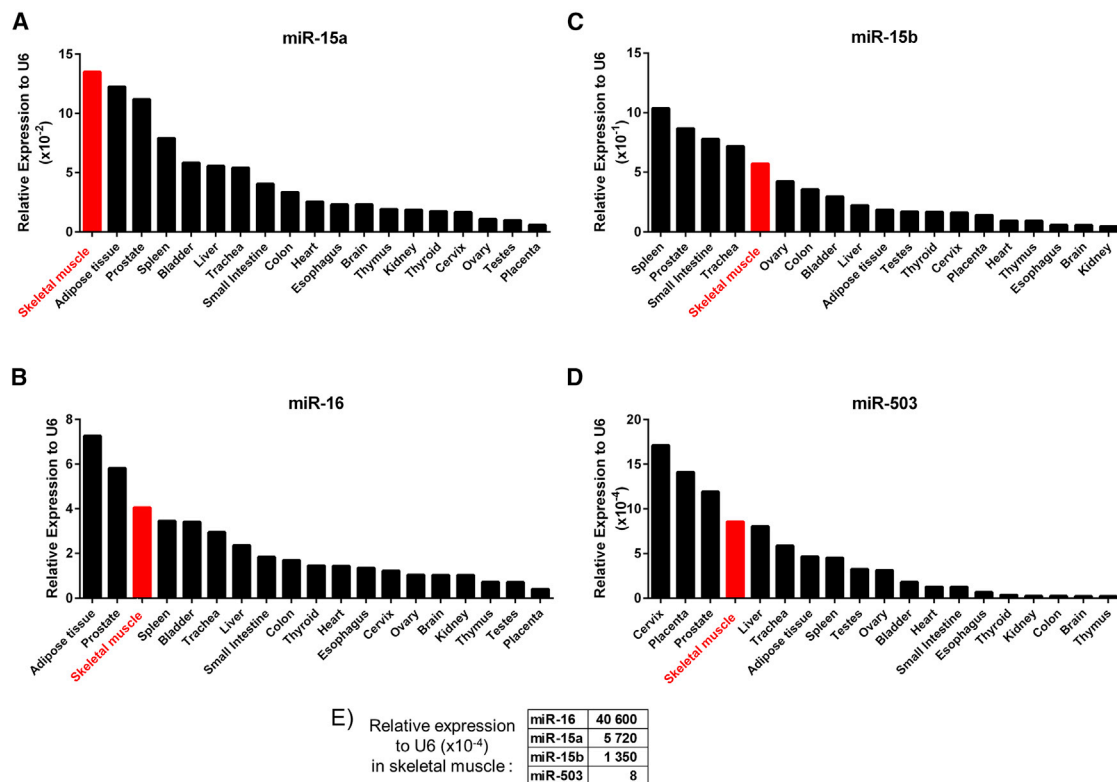 A
miR-15a
Relative Expression to U6
(x10⁻²)
15
10
5
0
Skeletal muscle
Adipose tissue
Prostate
Spleen
Bladder
Liver
Trachea
Small Intestine
Colon
Heart
Esophagus
Brain
Thymus
Kidney
Thyroid
Cervix
Ovary
Testes
Placenta
C
miR-15b
Relative Expression to U6
(x10⁻¹)
15
10
5
0
Spleen
Prostate
Small Intestine
Trachea
Skeletal muscle
Ovary
Colon
Bladder
Liver
Adipose tissue
Testes
Thyroid
Cervix
Placenta
Heart
Thymus
Esophagus
Brain
Kidney
B
miR-16
Relative Expression to U6
8
6
4
2
0
Adipose tissue
Prostate
Skeletal muscle
Spleen
Bladder
Trachea
Liver
Small Intestine
Colon
Thyroid
Heart
Esophagus
Cervix
Ovary
Brain
Kidney
Thymus
Testes
Placenta
D
miR-503
Relative Expression to U6
(x10⁻⁴)
20
15
10
5
0
Cervix
Placenta
Prostate
Skeletal muscle
Liver
Trachea
Adipose tissue
Spleen
Testes
Ovary
Bladder
Heart
Small Intestine
Esophagus
Thyroid
Kidney
Colon
Brain
Thymus
E)
Relative expression
to U6 (x10⁻⁴)
in skeletal muscle :
miR-16 40 600
miR-15a 5 720
miR-15b 1 350
miR-503 8